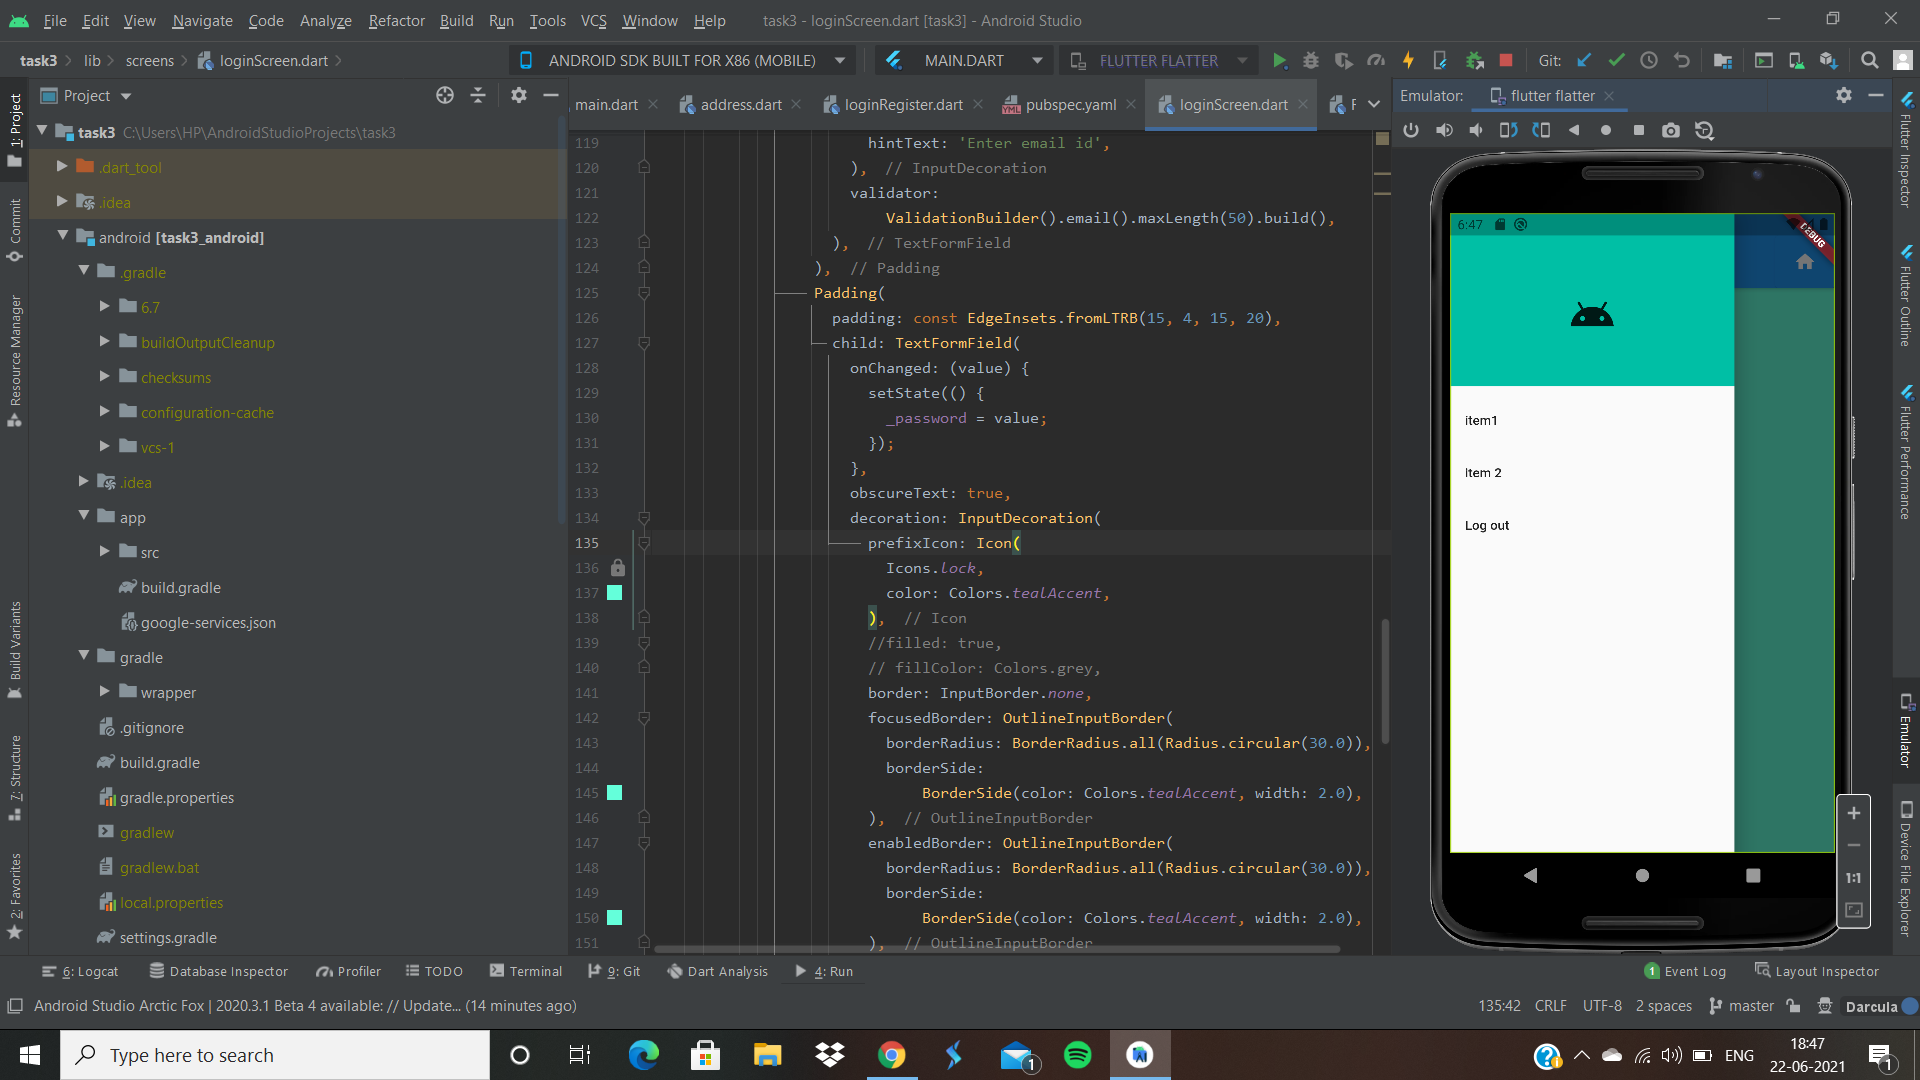 File Edit View Navigate Code Analyze Refactor Build Run Tools VCS Window Help task3 - loginScreen.dart [task3] - Android Studio
task3 lib screens loginScreen.dart ANDROID SDK BUILT FOR X86 (MOBILE) MAIN.DART FLUTTER FLATTER Git:
Project
main.dart address.dart loginRegister.dart pubspec.yaml loginScreen.dart
Emulator: flutter flatter
1: Project
Commit
Resource Manager
Build Variants
7: Structure
2: Favorites
task3 C:\Users\HP\AndroidStudioProjects\task3
.dart_tool
.idea
android [task3_android]
.gradle
6.7
buildOutputCleanup
checksums
configuration-cache
vcs-1
.idea
app
src
build.gradle
google-services.json
gradle
wrapper
.gitignore
build.gradle
gradle.properties
gradlew
gradlew.bat
local.properties
settings.gradle
119 hintText: 'Enter email id',
120 ), // InputDecoration
121 validator:
122 ValidationBuilder().email().maxLength(50).build(),
123 ), // TextFormField
124 ), // Padding
125 Padding(
126 padding: const EdgeInsets.fromLTRB(15, 4, 15, 20),
127 child: TextFormField(
128 onChanged: (value) {
129 setState(() {
130 _password = value;
131 });
132 },
133 obscureText: true,
134 decoration: InputDecoration(
135 prefixIcon: Icon(
136 Icons.lock,
137 color: Colors.tealAccent,
138 ), // Icon
139 //filled: true,
140 // fillColor: Colors.grey,
141 border: InputBorder.none,
142 focusedBorder: OutlineInputBorder(
143 borderRadius: BorderRadius.all(Radius.circular(30.0)),
144 borderSide:
145 BorderSide(color: Colors.tealAccent, width: 2.0),
146 ), // OutlineInputBorder
147 enabledBorder: OutlineInputBorder(
148 borderRadius: BorderRadius.all(Radius.circular(30.0)),
149 borderSide:
150 BorderSide(color: Colors.tealAccent, width: 2.0),
151 ), // OutlineInputBorder
6:47
DEBUG
item1
Item 2
Log out
1:1
Flutter Inspector
Flutter Outline
Flutter Performance
Emulator
Device File Explorer
6: Logcat Database Inspector Profiler TODO Terminal 9: Git Dart Analysis 4: Run 1 Event Log Layout Inspector
Android Studio Arctic Fox | 2020.3.1 Beta 4 available: // Update... (14 minutes ago) 135:42 CRLF UTF-8 2 spaces master Darcula
Type here to search 1 ENG 18:47
22-06-2021 1